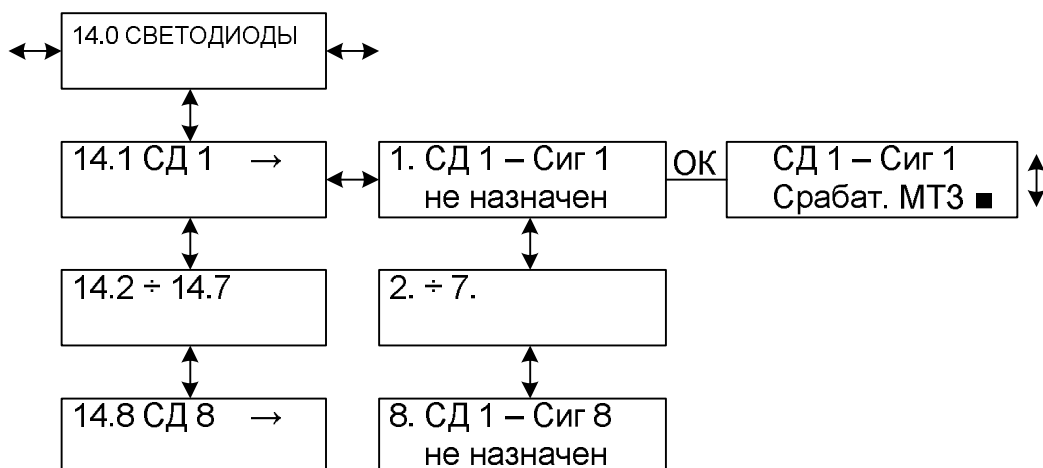 14.0 СВЕТОДИОДЫ
14.1 СД 1 →
1. СД 1 – Сиг 1
не назначен
ОК
СД 1 – Сиг 1
Срабат. МТЗ ■
14.2 ÷ 14.7
2. ÷ 7.
14.8 СД 8 →
8. СД 1 – Сиг 8
не назначен